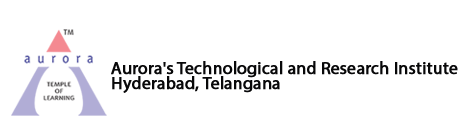 TM
aurora
TEMPLE
OF
LEARNING
Aurora's Technological and Research Institute
Hyderabad, Telangana